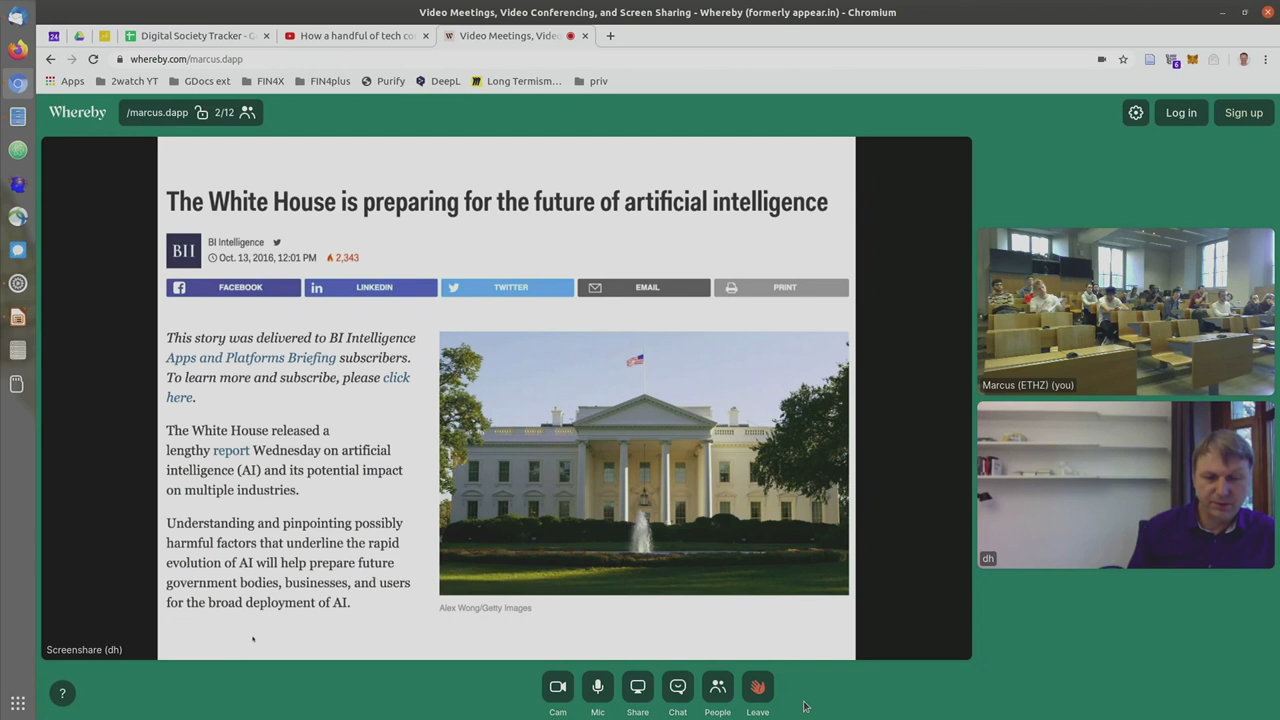 Video Meetings, Video Conferencing, and Screen Sharing - Whereby (formerly appear.in) - Chromium
24
Digital Society Tracker - G
How a handful of tech co
Video Meetings, Vide
whereby.com/marcus.dapp
6
Apps
2watch YT
GDocs ext
FIN4X
FIN4plus
Purify
DeepL
Long Termism…
priv
Whereby
/marcus.dapp
2/12
Log in
Sign up
The White House is preparing for the future of artificial intelligence
BII
BI Intelligence
Oct. 13, 2016, 12:01 PM
2,343
FACEBOOK
LINKEDIN
TWITTER
EMAIL
PRINT
This story was delivered to BI Intelligence
Apps and Platforms Briefing subscribers.
To learn more and subscribe, please click
here.
The White House released a
lengthy report Wednesday on artificial
intelligence (AI) and its potential impact
on multiple industries.
Understanding and pinpointing possibly
harmful factors that underline the rapid
evolution of AI will help prepare future
government bodies, businesses, and users
for the broad deployment of AI.
Alex Wong/Getty Images
Marcus (ETHZ) (you)
dh
Screenshare (dh)
?
Cam
Mic
Share
Chat
People
Leave